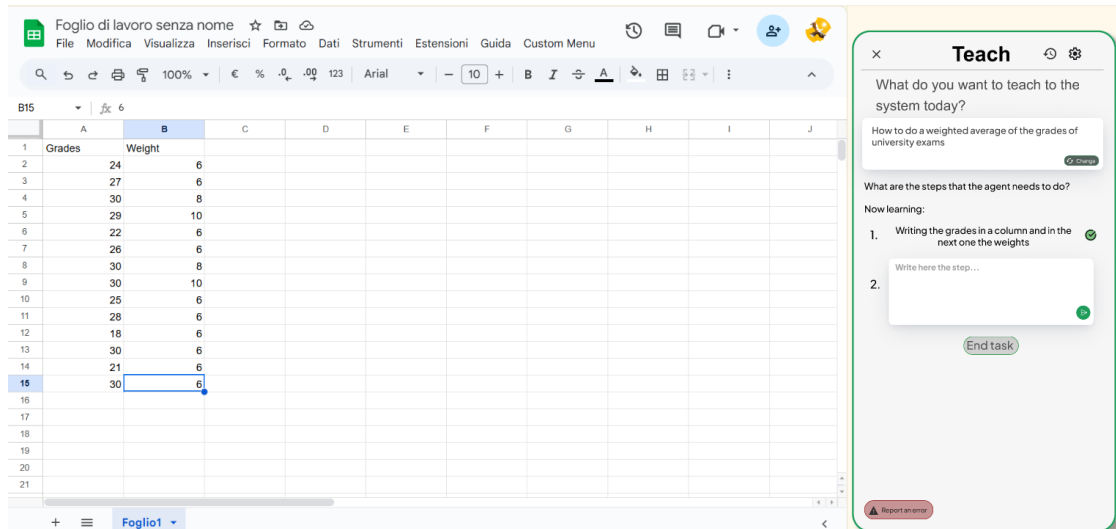 Foglio di lavoro senza nome
File Modifica Visualizza Inserisci Formato Dati Strumenti Estensioni Guida Custom Menu
100% € % .0 .00 123 Arial 10 B I A
B15 fx 6
A B C D E F G H I J
1 Grades Weight
2 24 6
3 27 6
4 30 8
5 29 10
6 22 6
7 26 6
8 30 8
9 30 10
10 25 6
11 28 6
12 18 6
13 30 6
14 21 6
15 30 6
16
17
18
19
20
21
Foglio1
Teach
What do you want to teach to the
system today?
How to do a weighted average of the grades of
university exams
Change
What are the steps that the agent needs to do?
Now learning:
1. Writing the grades in a column and in the
next one the weights
2. Write here the step...
End task
Report an error